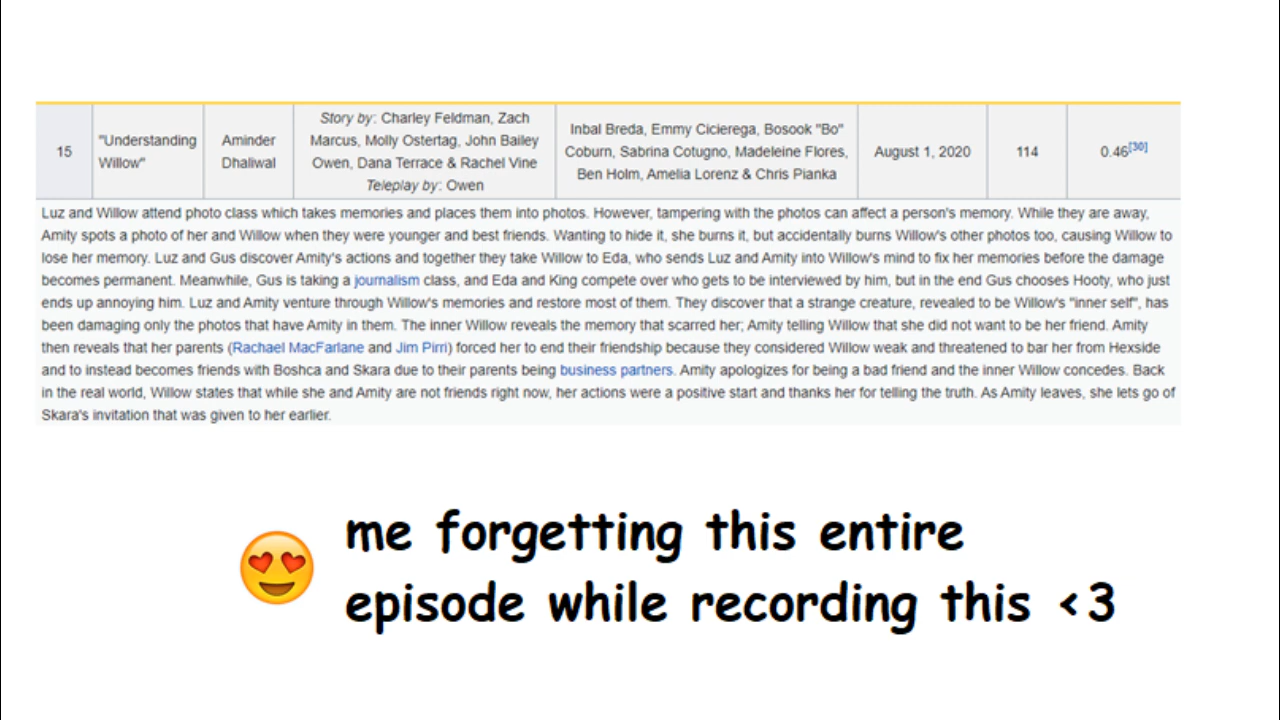 15
"Understanding
Willow"
Aminder
Dhaliwal
Story by: Charley Feldman, Zach
Marcus, Molly Ostertag, John Bailey
Owen, Dana Terrace & Rachel Vine
Teleplay by: Owen
Inbal Breda, Emmy Cicierega, Bosook "Bo"
Coburn, Sabrina Cotugno, Madeleine Flores,
Ben Holm, Amelia Lorenz & Chris Pianka
August 1, 2020
114
0.46[30]
Luz and Willow attend photo class which takes memories and places them into photos. However, tampering with the photos can affect a person's memory. While they are away,
Amity spots a photo of her and Willow when they were younger and best friends. Wanting to hide it, she burns it, but accidentally burns Willow's other photos too, causing Willow to
lose her memory. Luz and Gus discover Amity's actions and together they take Willow to Eda, who sends Luz and Amity into Willow's mind to fix her memories before the damage
becomes permanent. Meanwhile, Gus is taking a journalism class, and Eda and King compete over who gets to be interviewed by him, but in the end Gus chooses Hooty, who just
ends up annoying him. Luz and Amity venture through Willow's memories and restore most of them. They discover that a strange creature, revealed to be Willow's "inner self", has
been damaging only the photos that have Amity in them. The inner Willow reveals the memory that scarred her; Amity telling Willow that she did not want to be her friend. Amity
then reveals that her parents (Rachael MacFarlane and Jim Pirri) forced her to end their friendship because they considered Willow weak and threatened to bar her from Hexside
and to instead becomes friends with Boshca and Skara due to their parents being business partners. Amity apologizes for being a bad friend and the inner Willow concedes. Back
in the real world, Willow states that while she and Amity are not friends right now, her actions were a positive start and thanks her for telling the truth. As Amity leaves, she lets go of
Skara's invitation that was given to her earlier.
me forgetting this entire
episode while recording this <3